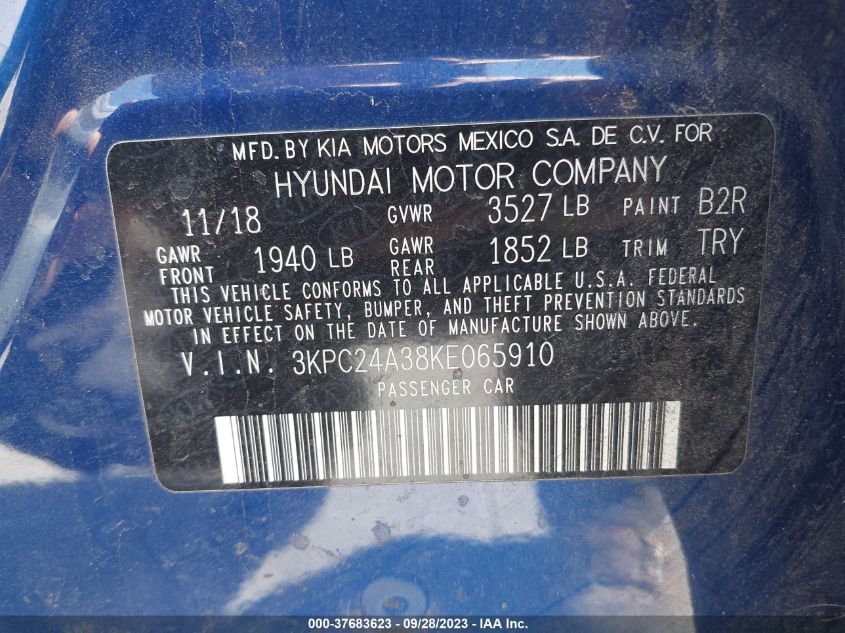 MFD. BY KIA MOTORS MEXICO S.A. DE C.V. FOR
HYUNDAI MOTOR COMPANY
11/18 GVWR 3527 LB PAINT B2R
GAWR FRONT 1940 LB GAWR REAR 1852 LB TRIM TRY
THIS VEHICLE CONFORMS TO ALL APPLICABLE U.S.A. FEDERAL
MOTOR VEHICLE SAFETY, BUMPER, AND THEFT PREVENTION STANDARDS
IN EFFECT ON THE DATE OF MANUFACTURE SHOWN ABOVE.
V.I.N. 3KPC24A38KE065910
PASSENGER CAR
000-37683623 - 09/28/2023 - IAA Inc.